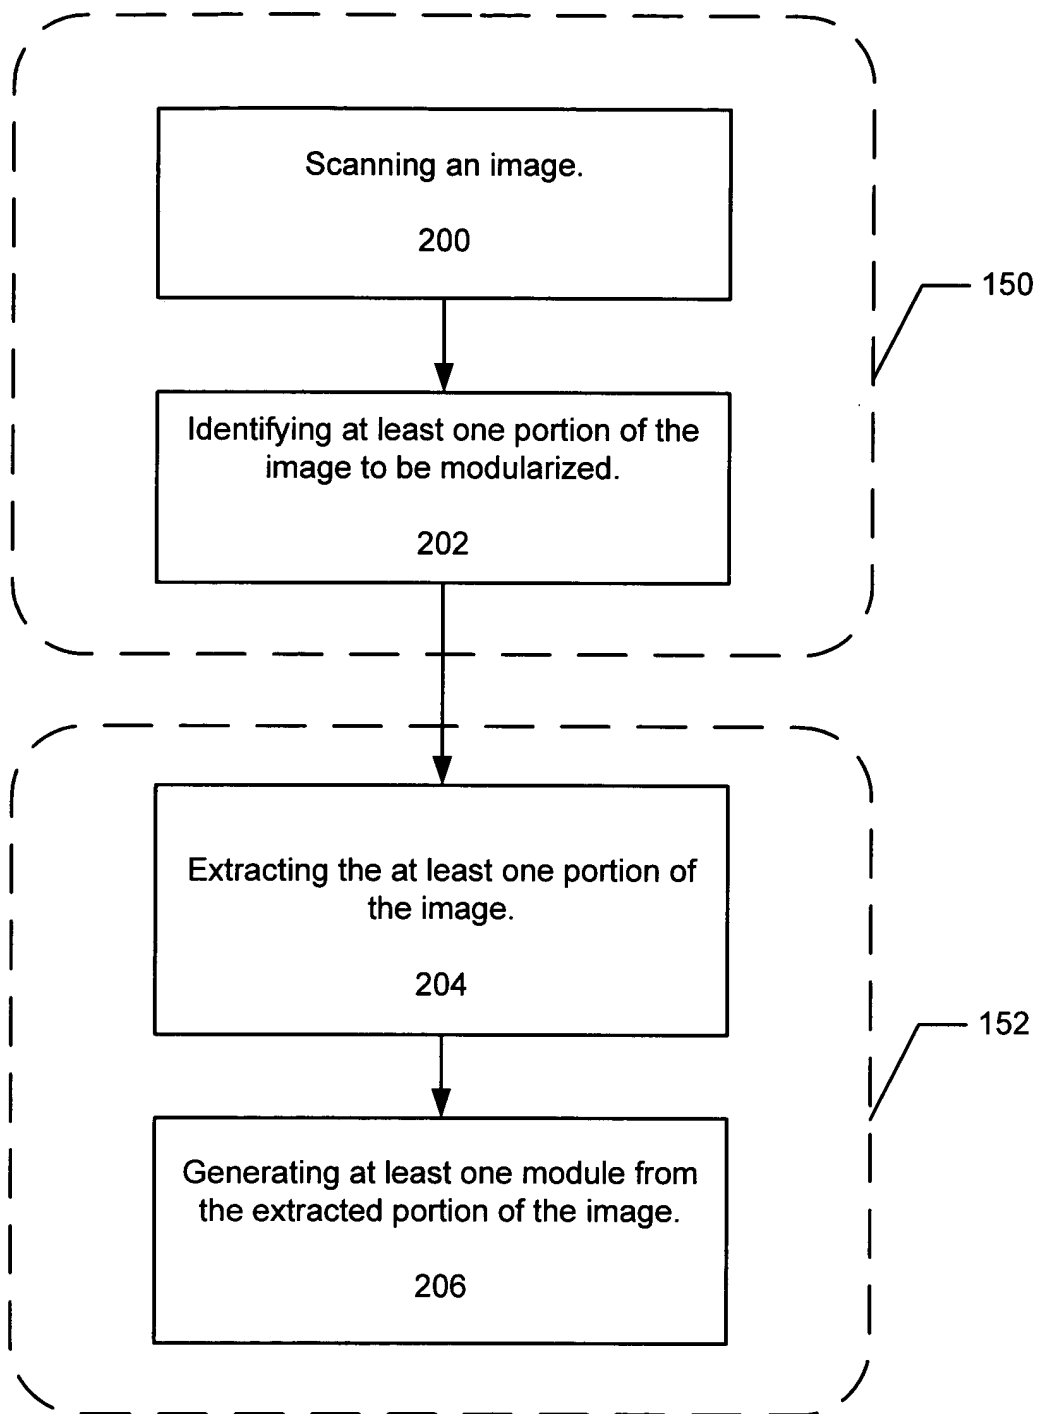 Scanning an image.
200
150
Identifying at least one portion of the
image to be modularized.
202
Extracting the at least one portion of
the image.
204
152
Generating at least one module from
the extracted portion of the image.
206